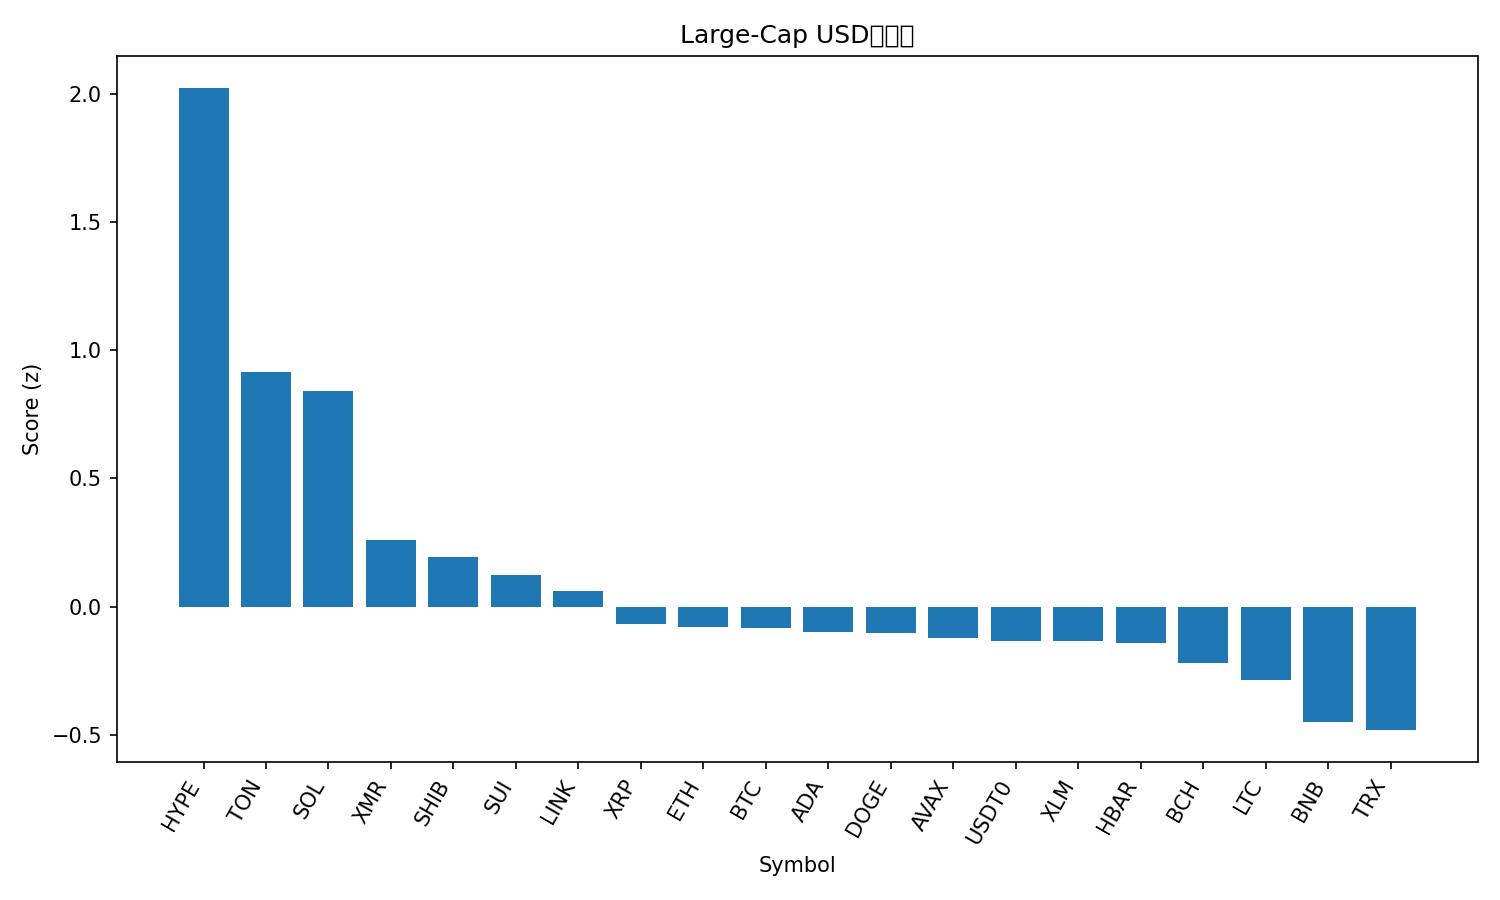 Large-Cap USD
Score (z)
2.0
1.5
1.0
0.5
0.0
−0.5
HYPE
TON
SOL
XMR
SHIB
SUI
LINK
XRP
ETH
BTC
ADA
DOGE
AVAX
USDT0
XLM
HBAR
BCH
LTC
BNB
TRX
Symbol